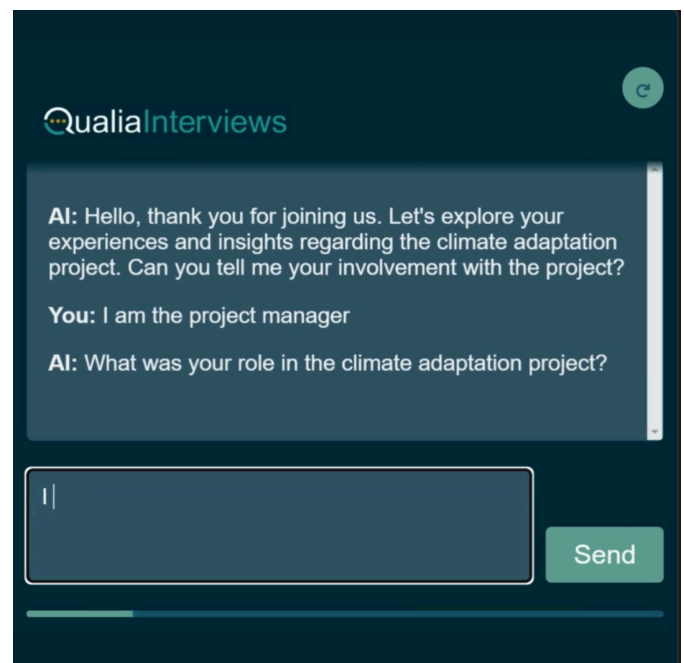 QualiaInterviews
AI: Hello, thank you for joining us. Let's explore your
experiences and insights regarding the climate adaptation
project. Can you tell me your involvement with the project?
You: I am the project manager
AI: What was your role in the climate adaptation project?
I
Send